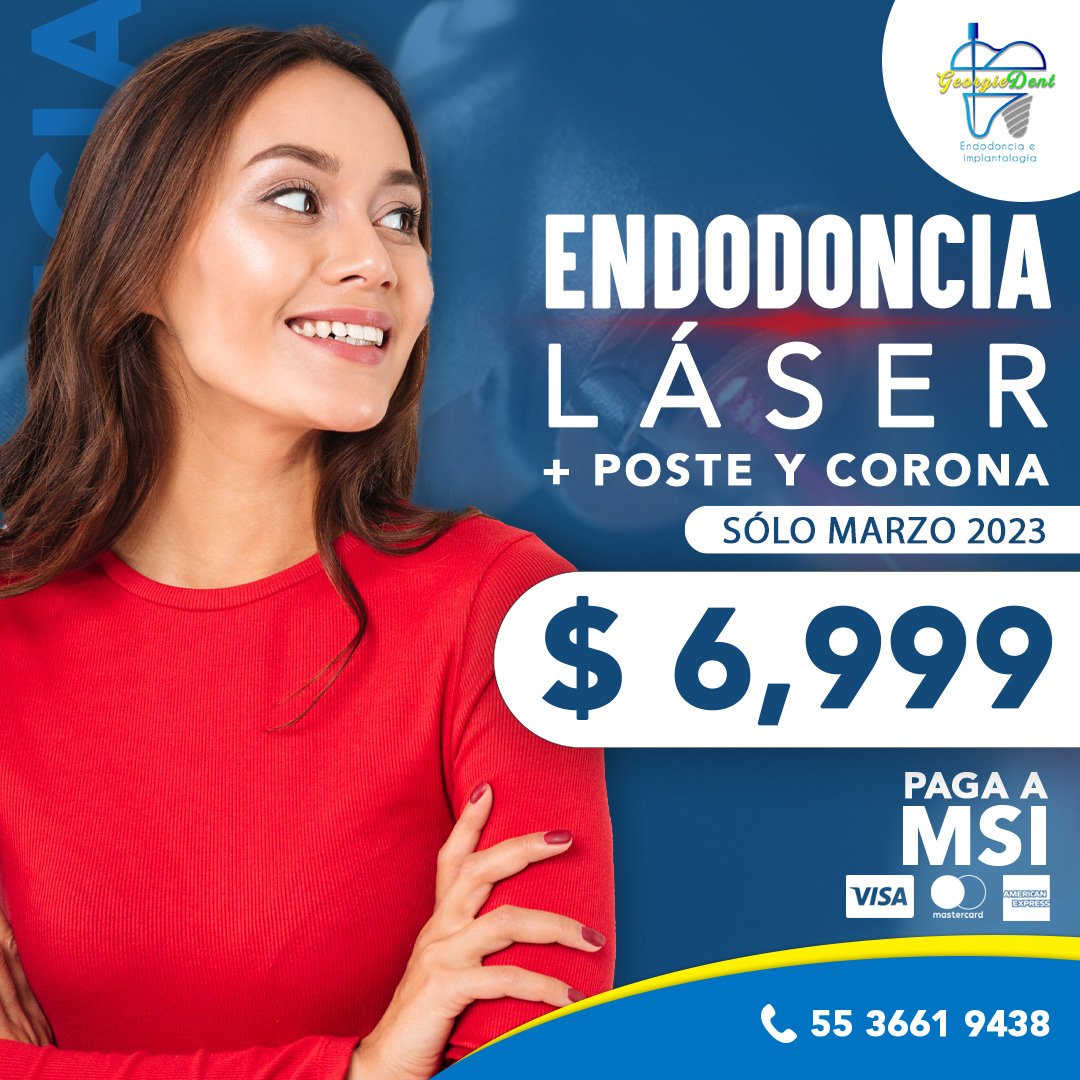 GeorgieDent
Endodoncia e
Implantología
ENDODONCIA
LÁSER
+ POSTE Y CORONA
SÓLO MARZO 2023
$ 6,999
PAGA A
MSI
VISA
mastercard
AMERICAN
EXPRESS
55 3661 9438